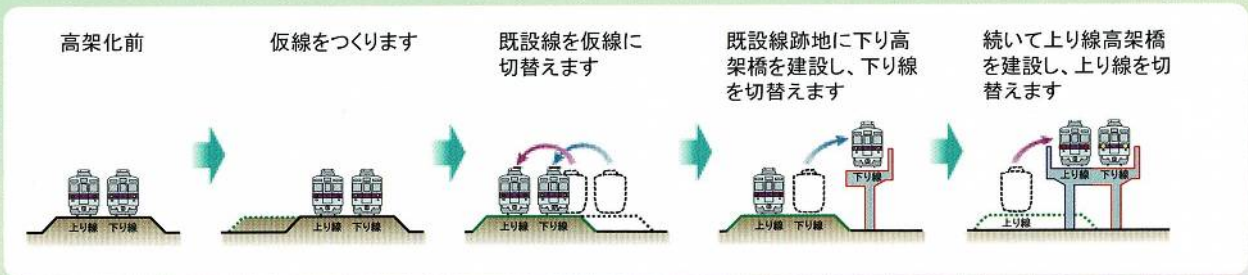 高架化前
仮線をつくります
既設線を仮線に
切替えます
既設線跡地に下り高
架橋を建設し、下り線
を切替えます
続いて上り線高架橋
を建設し、上り線を切
替えます
上り線 下り線
上り線 下り線
上り線 下り線
上り線 下り線
下り線
上り線 下り線
上り線